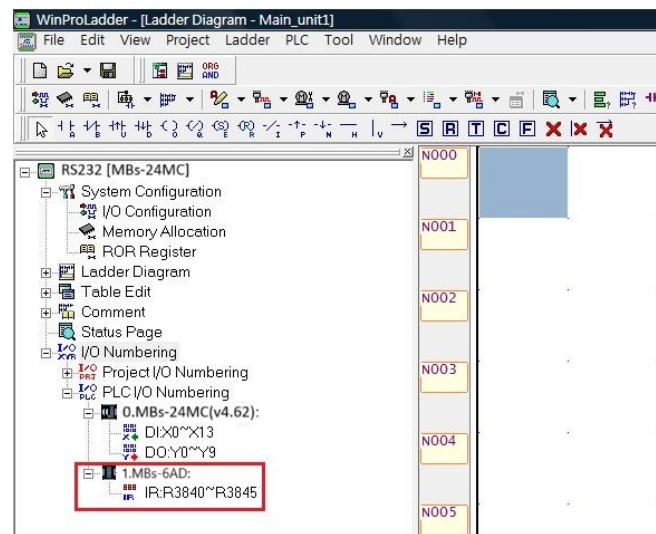 WinProLadder - [Ladder Diagram - Main_unit1]
File Edit View Project Ladder PLC Tool Window Help
ORG
AND
S R T C F
RS232 [MBs-24MC]
System Configuration
I/O Configuration
Memory Allocation
ROR Register
Ladder Diagram
Table Edit
Comment
Status Page
I/O Numbering
Project I/O Numbering
PLC I/O Numbering
0.MBs-24MC(v4.62):
DI:X0~X13
DO:Y0~Y9
1.MBs-6AD:
IR:R3840~R3845
N000
N001
N002
N003
N004
N005